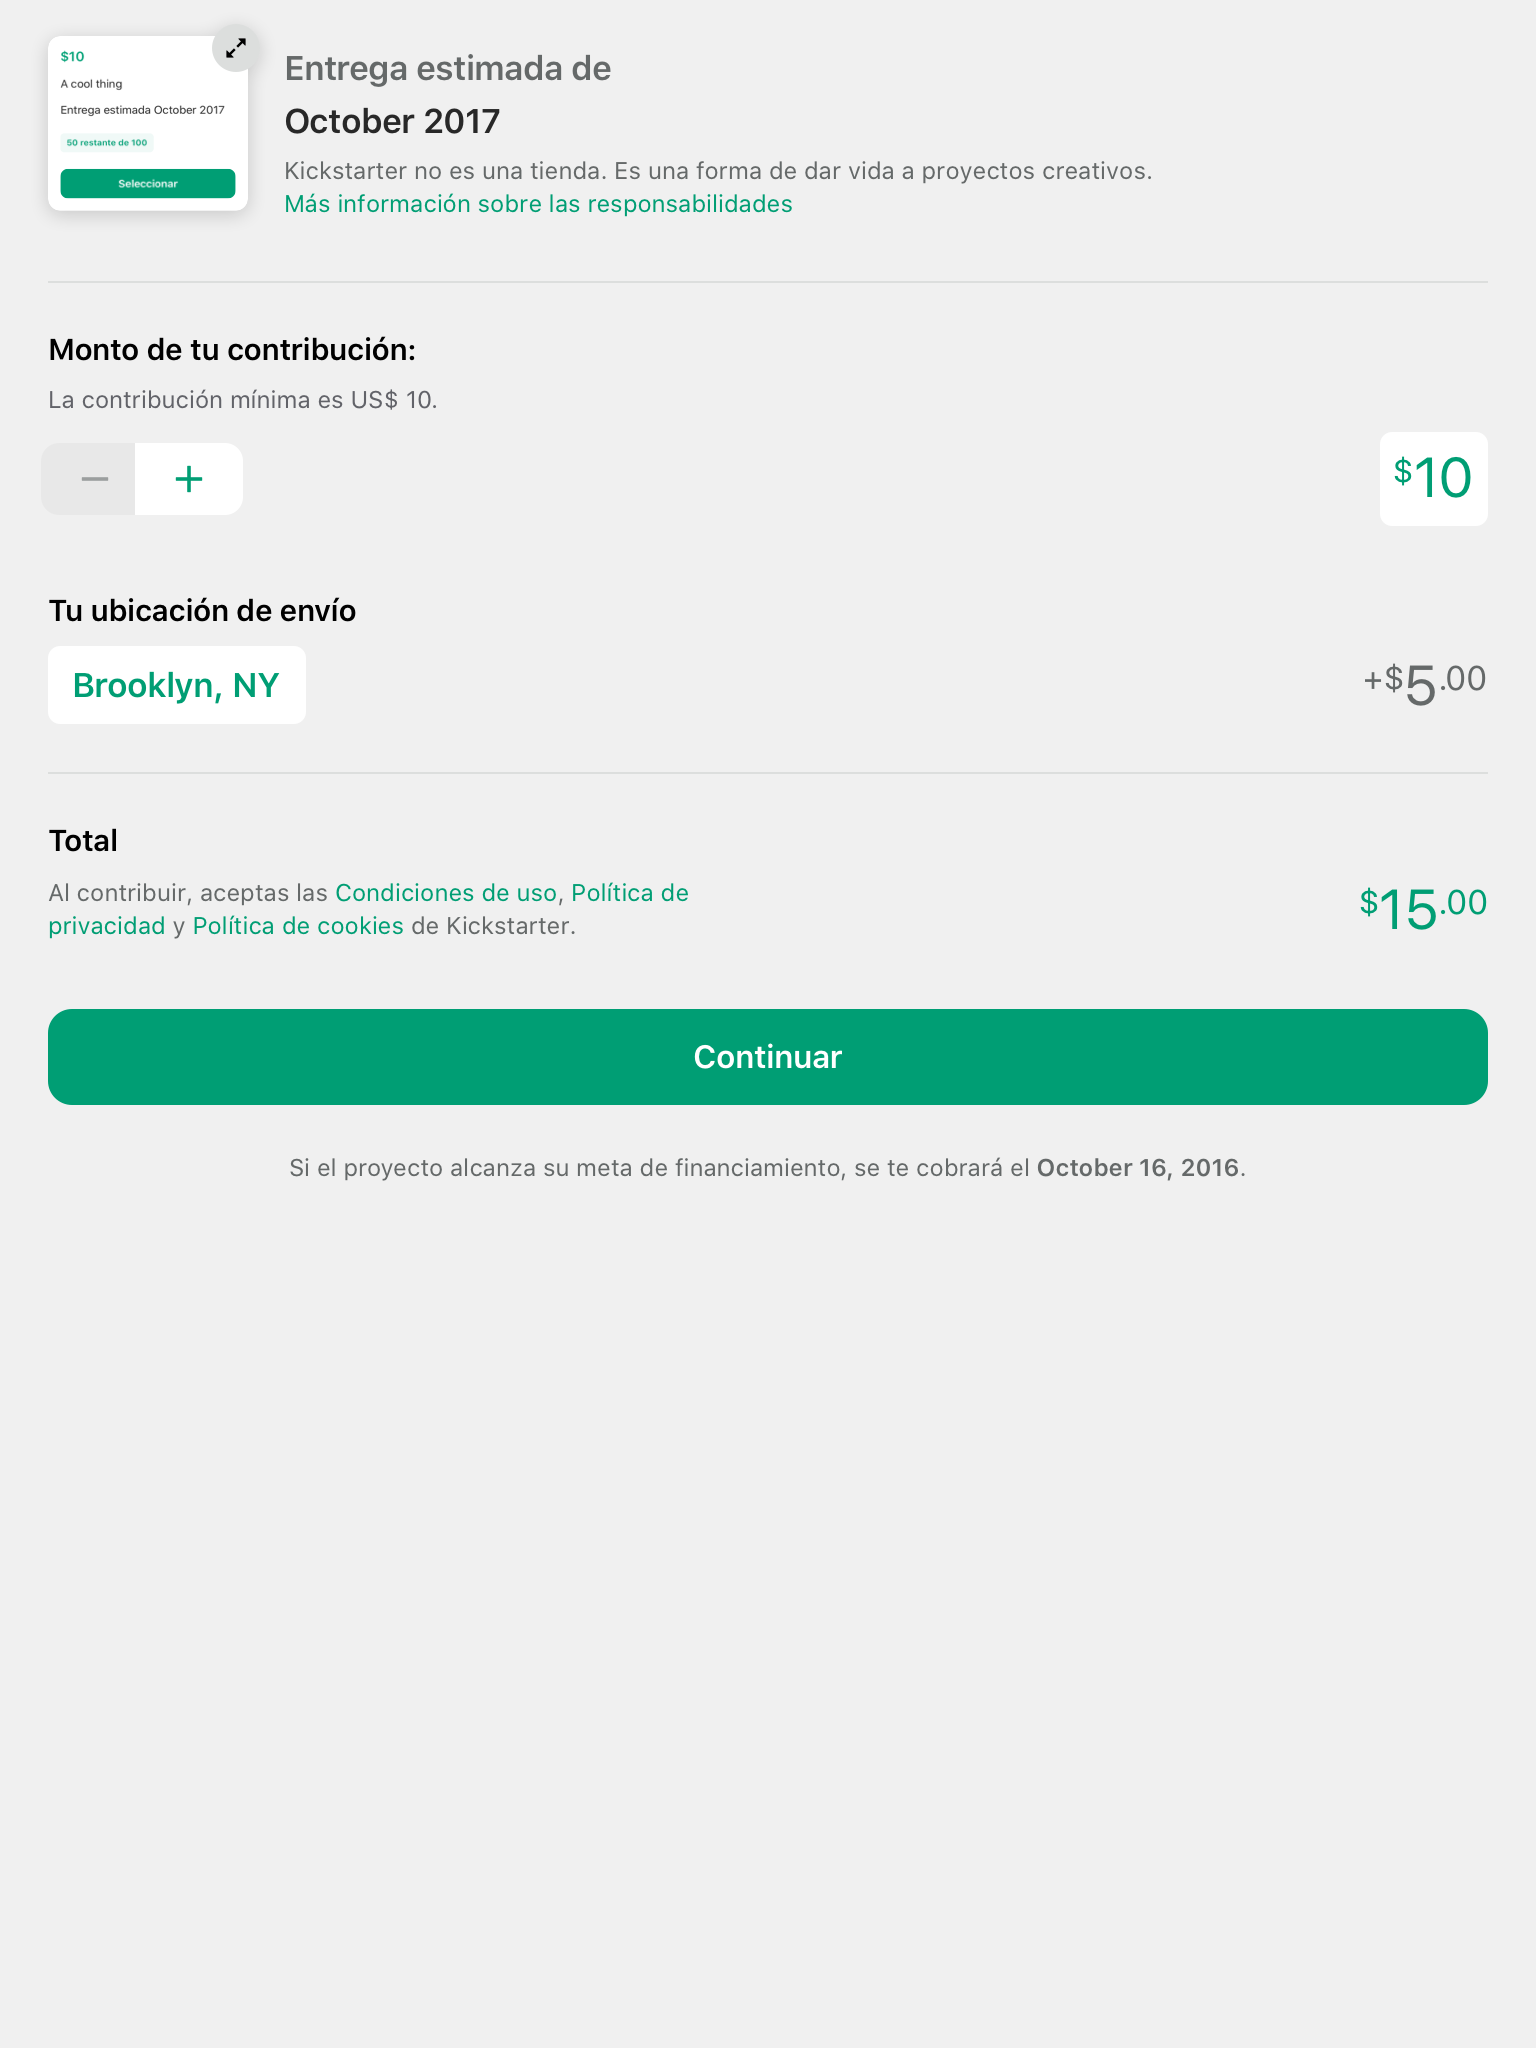 $10
A cool thing
Entrega estimada October 2017
50 restante de 100
Seleccionar
Entrega estimada de
October 2017
Kickstarter no es una tienda. Es una forma de dar vida a proyectos creativos.
Más información sobre las responsabilidades
Monto de tu contribución:
La contribución mínima es US$ 10.
− +
$10
Tu ubicación de envío
Brooklyn, NY
+$5.00
Total
Al contribuir, aceptas las Condiciones de uso, Política de
privacidad y Política de cookies de Kickstarter.
$15.00
Continuar
Si el proyecto alcanza su meta de financiamiento, se te cobrará el October 16, 2016.